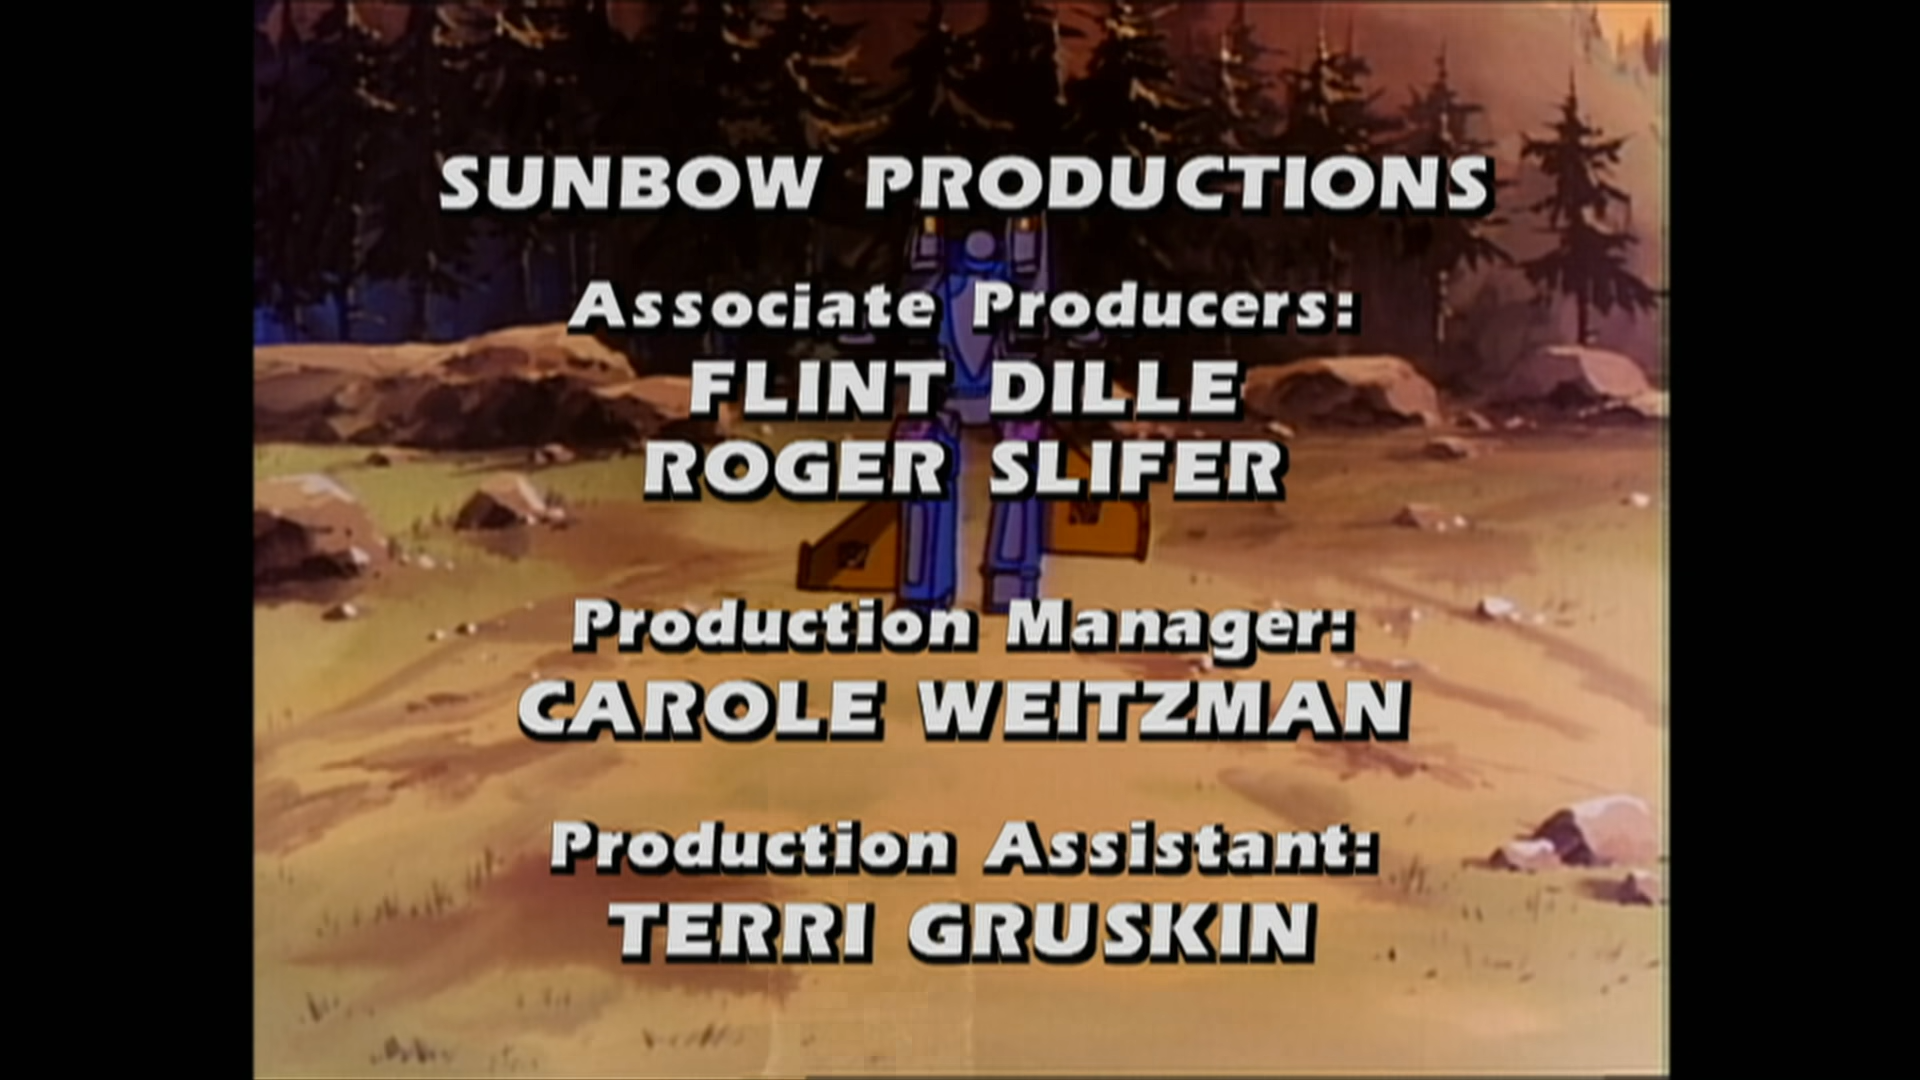 SUNBOW PRODUCTIONS
Associate Producers:
FLINT DILLE
ROGER SLIFER
Production Manager:
CAROLE WEITZMAN
Production Assistant:
TERRI GRUSKIN